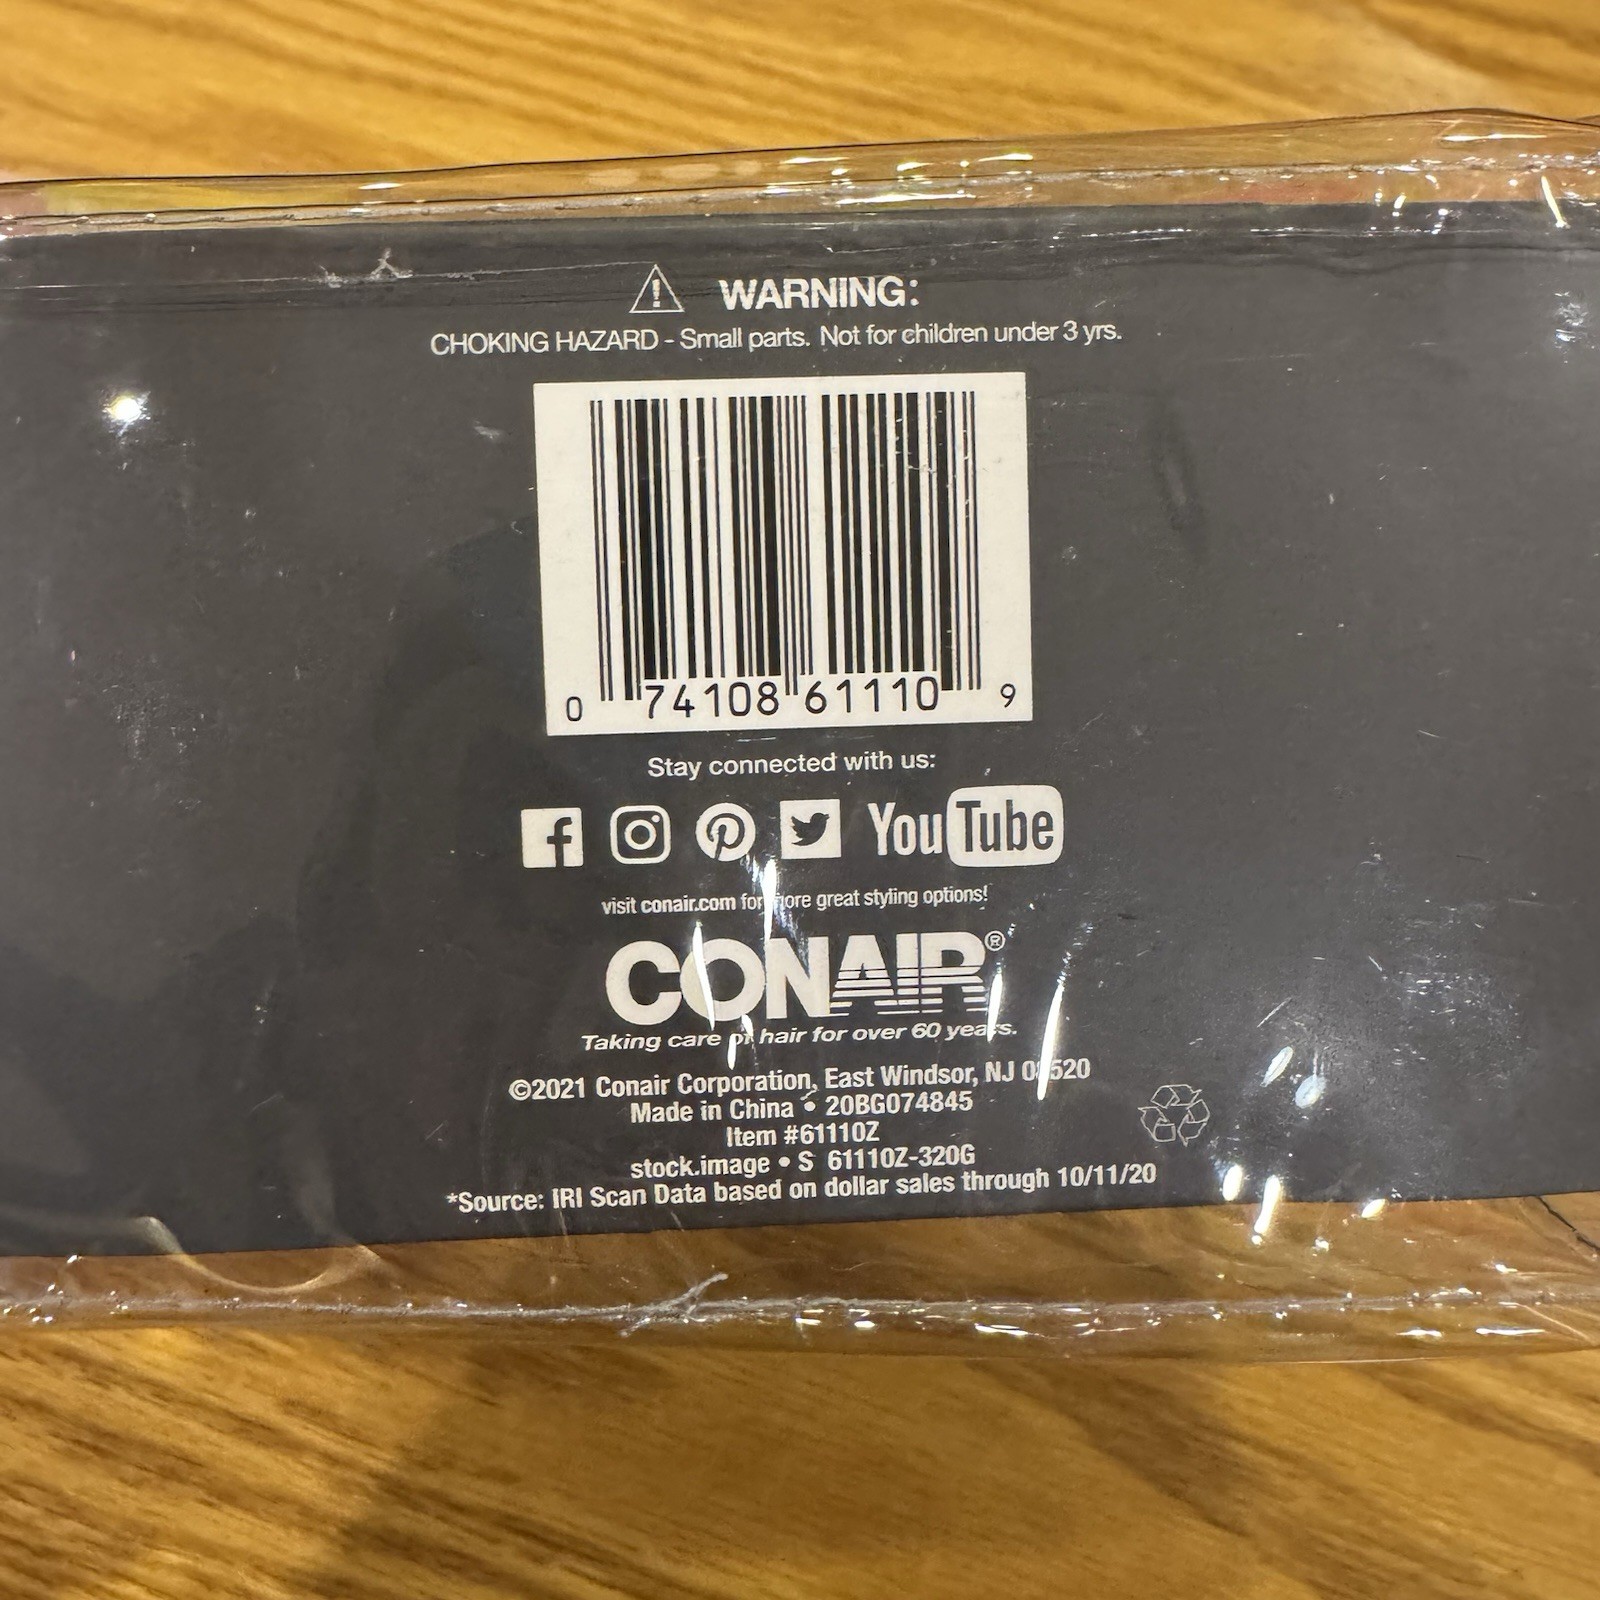 WARNING:
CHOKING HAZARD - Small parts. Not for children under 3 yrs.
0 74108 61110 9
Stay connected with us:
YouTube
visit conair.com for more great styling options!
CONAIR®
Taking care of hair for over 60 years.
©2021 Conair Corporation, East Windsor, NJ 08520
Made in China • 20BG074845
Item #61110Z
stock.image • S 61110Z-320G
*Source: IRI Scan Data based on dollar sales through 10/11/20